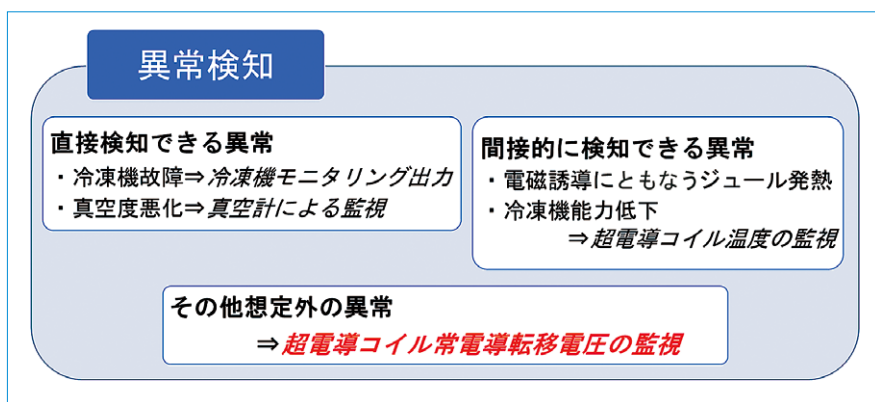 異常検知
直接検知できる異常
・冷凍機故障⇒冷凍機モニタリング出力
・真空度悪化⇒真空計による監視
間接的に検知できる異常
・電磁誘導にともなうジュール発熱
・冷凍機能力低下
⇒超電導コイル温度の監視
その他想定外の異常
⇒超電導コイル常電導転移電圧の監視